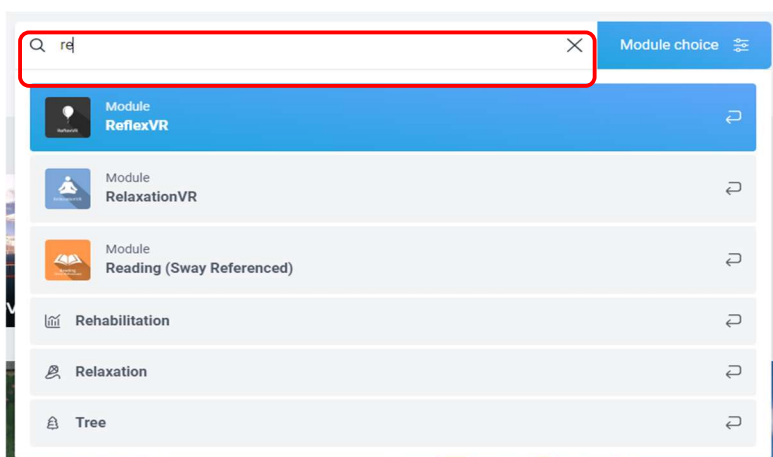 re
Module choice
Module
ReflexVR
Module
RelaxationVR
Module
Reading (Sway Referenced)
Rehabilitation
Relaxation
Tree